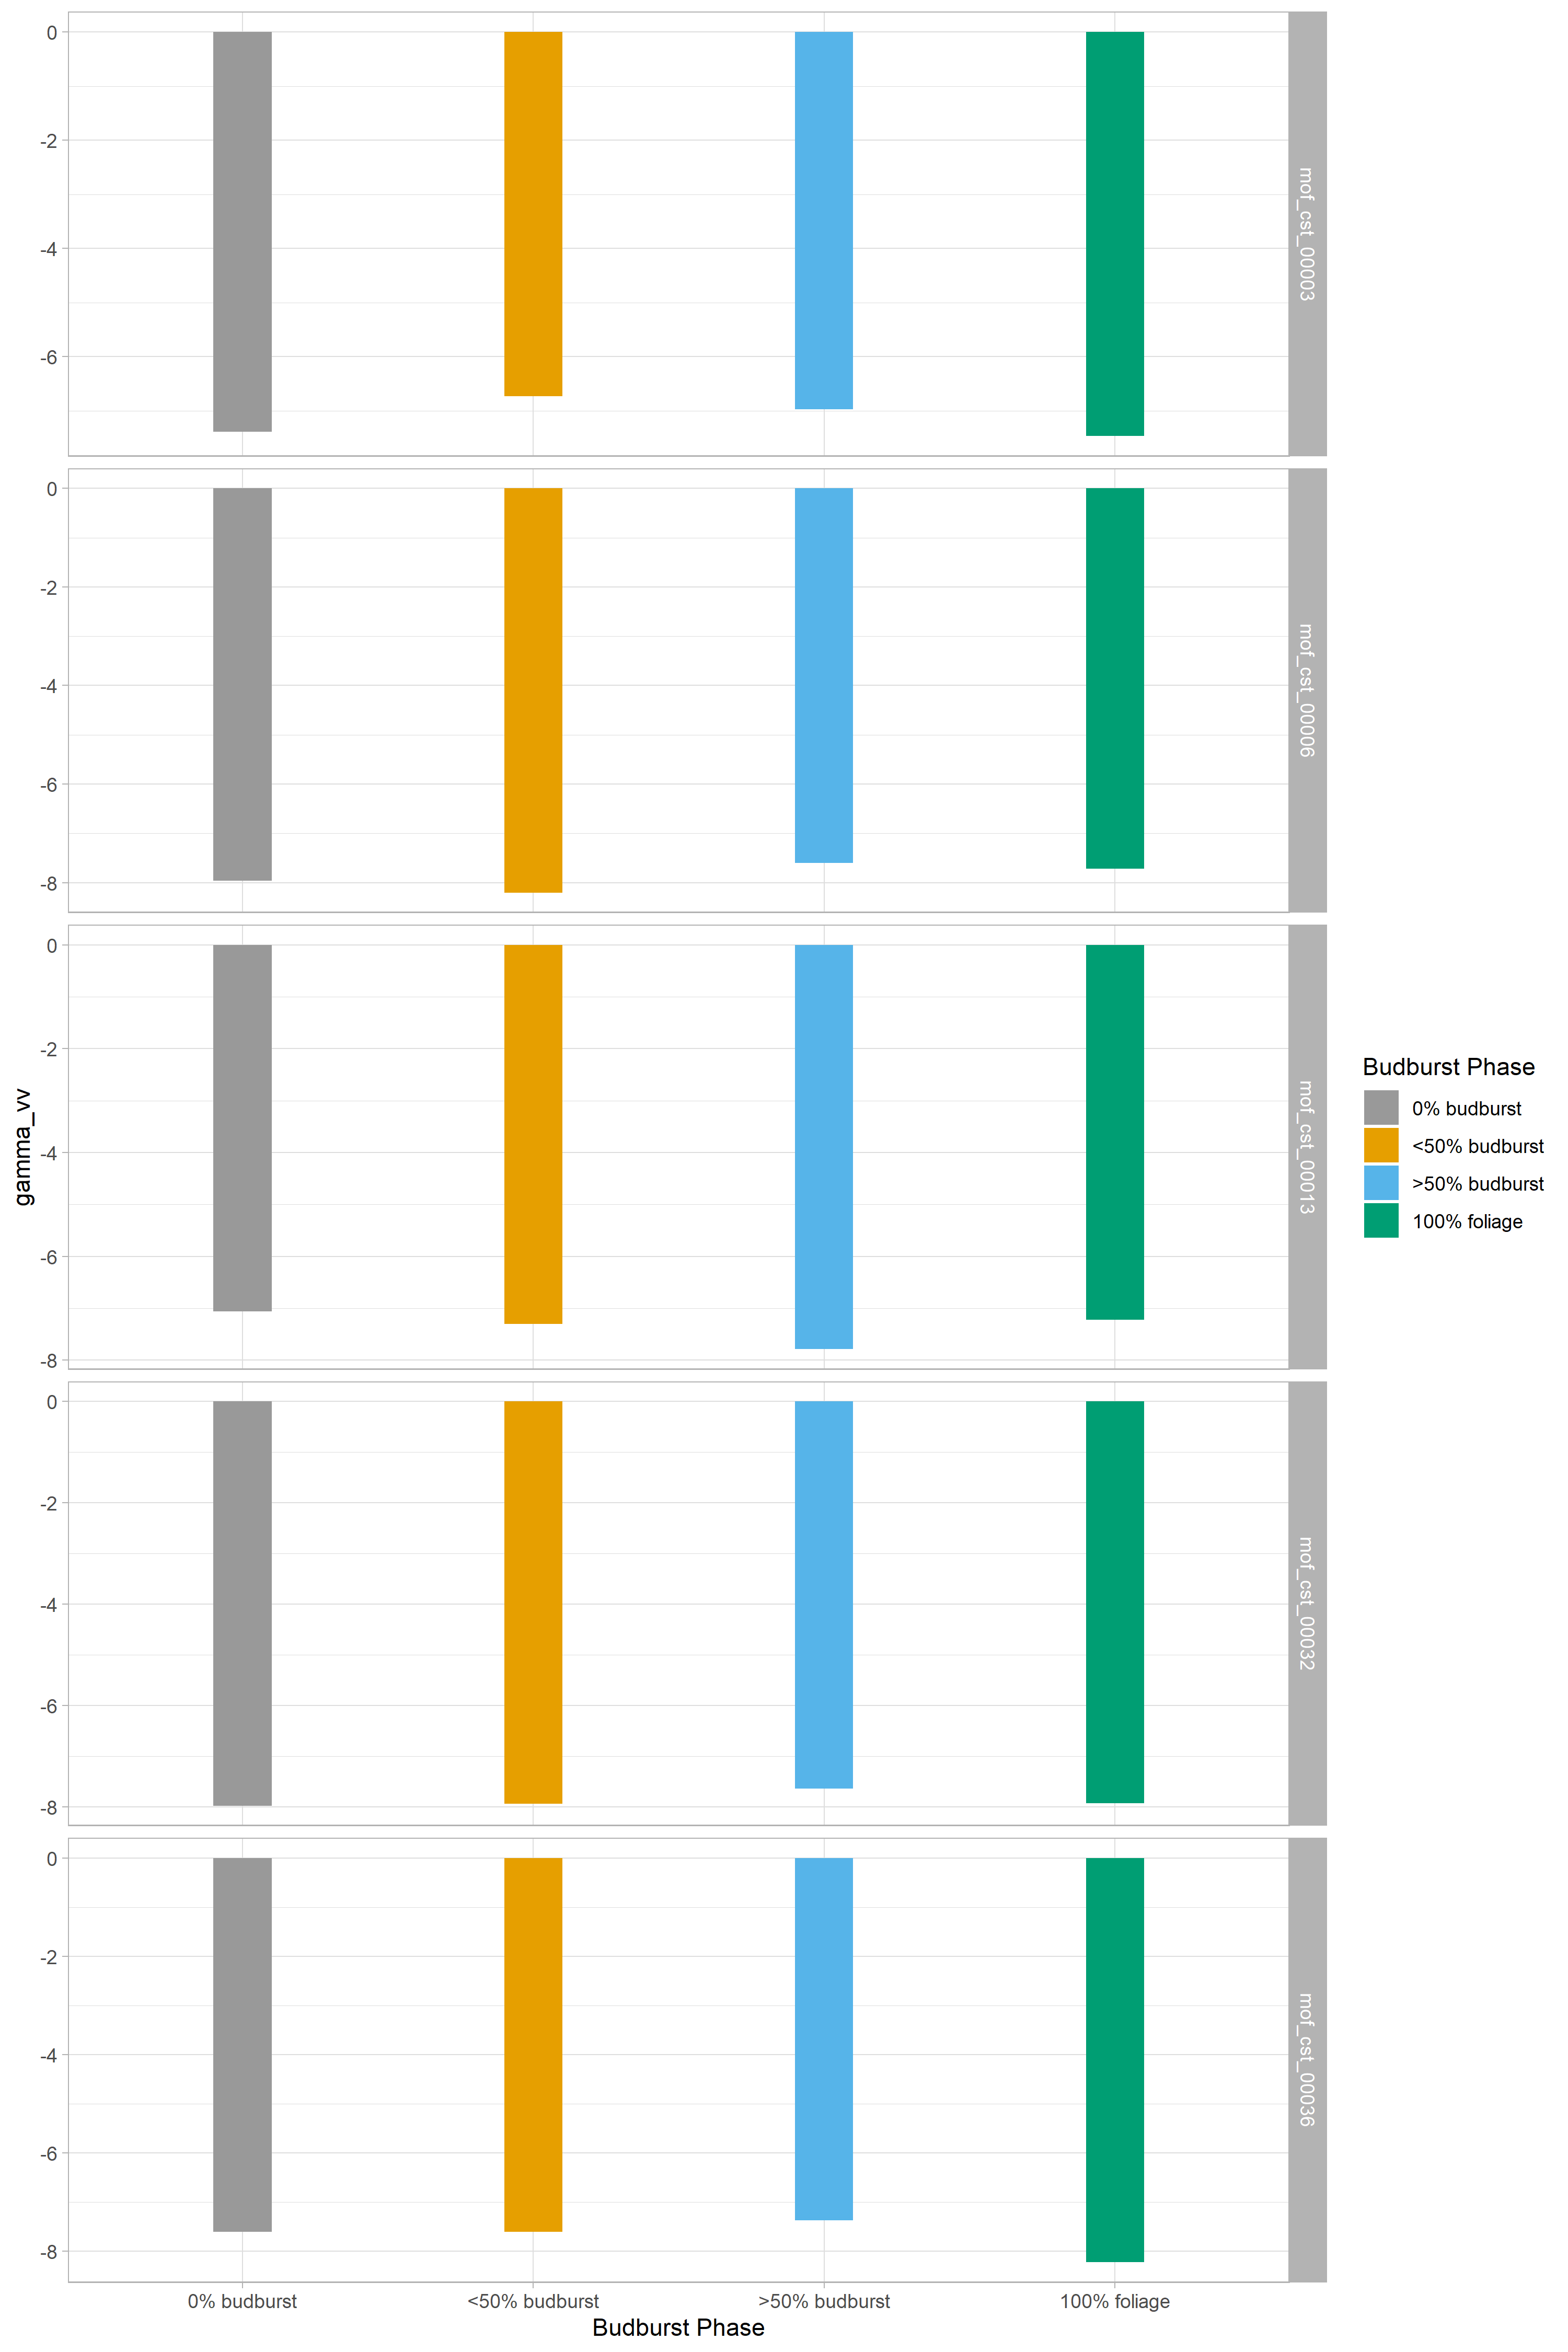 0
-2
-4
-6
mof_cst_00003
0
-2
-4
-6
-8
mof_cst_00006
0
-2
-4
-6
-8
mof_cst_00013
0
-2
-4
-6
-8
mof_cst_00032
0
-2
-4
-6
-8
mof_cst_00036
gamma_vv
0% budburst
<50% budburst
>50% budburst
100% foliage
Budburst Phase
Budburst Phase
0% budburst
<50% budburst
>50% budburst
100% foliage